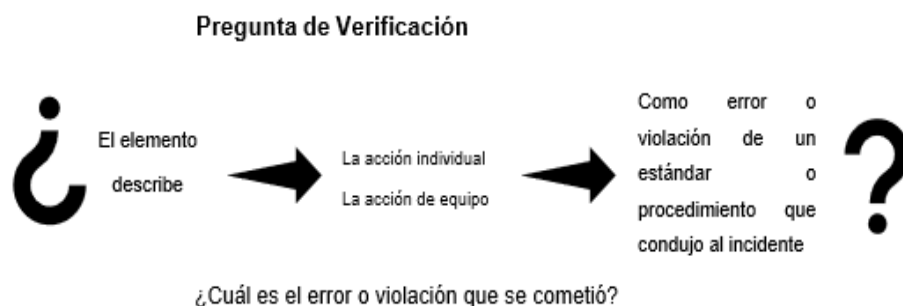 Pregunta de Verificación
¿
El elemento
describe
La acción individual
La acción de equipo
Como error o
violación de un
estándar o
procedimiento que
condujo al incidente
?
¿Cuál es el error o violación que se cometió?